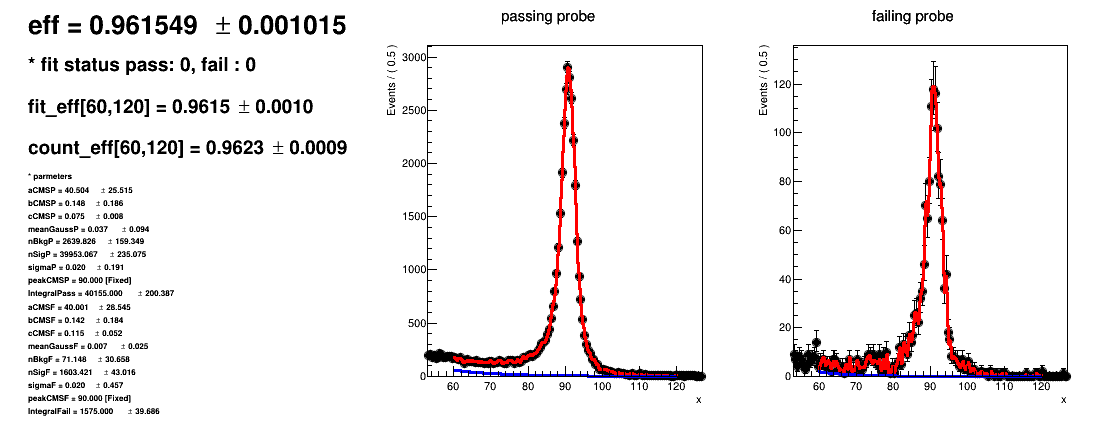 eff = 0.961549 ± 0.001015
* fit status pass: 0, fail : 0
fit_eff[60,120] = 0.9615 ± 0.0010
count_eff[60,120] = 0.9623 ± 0.0009
* parmeters
aCMSP = 40.504 ± 25.515
bCMSP = 0.148 ± 0.186
cCMSP = 0.075 ± 0.008
meanGaussP = 0.037 ± 0.094
nBkgP = 2639.826 ± 159.349
nSigP = 39953.067 ± 235.075
sigmaP = 0.020 ± 0.191
peakCMSP = 90.000 [Fixed]
IntegralPass = 40155.000 ± 200.387
aCMSF = 40.001 ± 28.545
bCMSF = 0.142 ± 0.184
cCMSF = 0.115 ± 0.052
meanGaussF = 0.007 ± 0.025
nBkgF = 71.148 ± 30.658
nSigF = 1603.421 ± 43.016
sigmaF = 0.020 ± 0.457
peakCMSF = 90.000 [Fixed]
IntegralFail = 1575.000 ± 39.686
passing probe
Events / ( 0.5 )
3000
2500
2000
1500
1000
500
0
60 70 80 90 100 110 120
x
failing probe
Events / ( 0.5 )
120
100
80
60
40
20
0
60 70 80 90 100 110 120
x